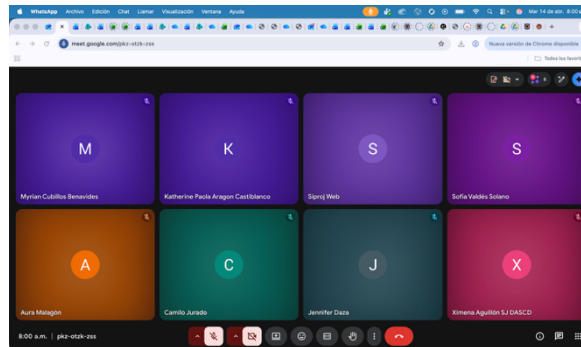 WhatsApp Archivo Edición Chat Llamar Visualización Ventana Ayuda
Mar 14 de abr. 8:00a
meet.google.com/pkz-otzk-zss
Nueva versión de Chrome disponible
Todos los favorit
M
Myrian Cubillos Benavides
K
Katherine Paola Aragon Castiblanco
S
Siproj Web
S
Sofía Valdés Solano
A
Aura Malagón
C
Camilo Jurado
J
Jennifer Daza
X
Ximena Aguillón SJ DASCD
8:00 a.m. | pkz-otzk-zss